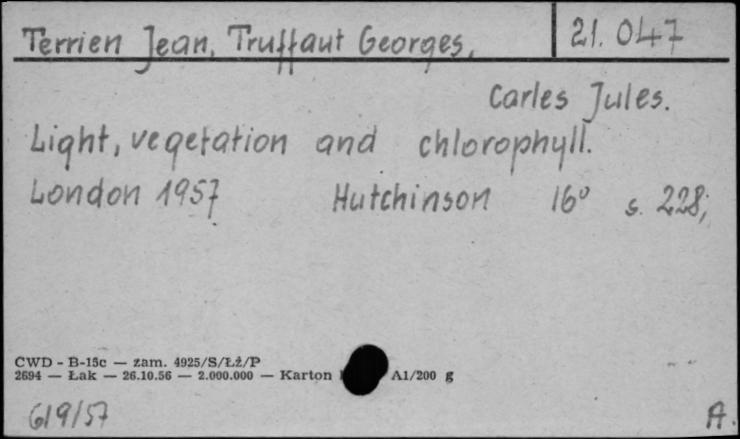 Terrien Jean, Truffaut Georges, 21.047
Carles Jules.
Light, vegetation and chlorophyll.
London 1957 Hutchinson 16° s. 228;
CWD - B-15c — zam. 4925/S/Łż/P
2694 — Łak — 26.10.56 — 2.000.000 — Karton A1/200 g
619/57 A.